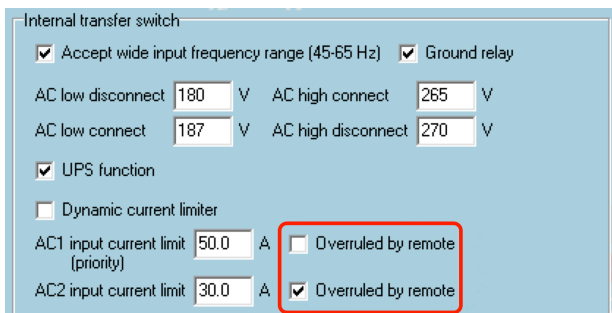 Internal transfer switch
Accept wide input frequency range (45-65 Hz) Ground relay
AC low disconnect 180 V AC high connect 265 V
AC low connect 187 V AC high disconnect 270 V
UPS function
Dynamic current limiter
AC1 input current limit 50.0 A Overruled by remote
(priority)
AC2 input current limit 30.0 A Overruled by remote